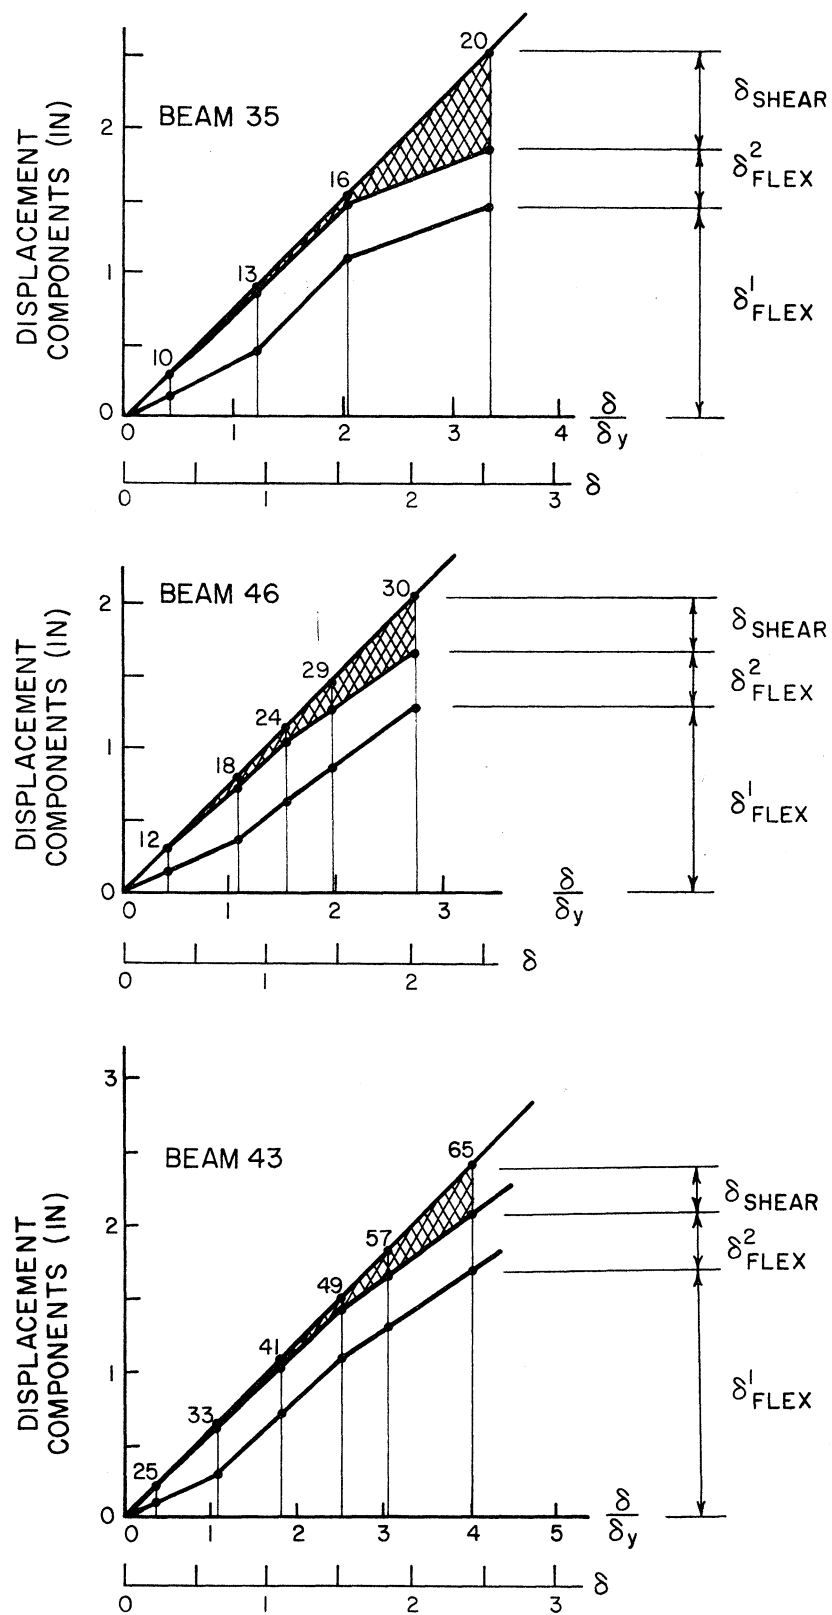 BEAM 35
DISPLACEMENT
COMPONENTS (IN)
2
1
0
10
13
16
20
δ SHEAR
δ²FLEX
δ¹FLEX
0 1 2 3 4 δ/δy
0 1 2 3 δ
BEAM 46
DISPLACEMENT
COMPONENTS (IN)
2
1
0
12
18
24
29
30
δ SHEAR
δ²FLEX
δ¹FLEX
0 1 2 3 δ/δy
0 1 2 δ
BEAM 43
DISPLACEMENT
COMPONENTS (IN)
3
2
1
0
25
33
41
49
57
65
δ SHEAR
δ²FLEX
δ¹FLEX
0 1 2 3 4 5 δ/δy
0 1 2 3 δ